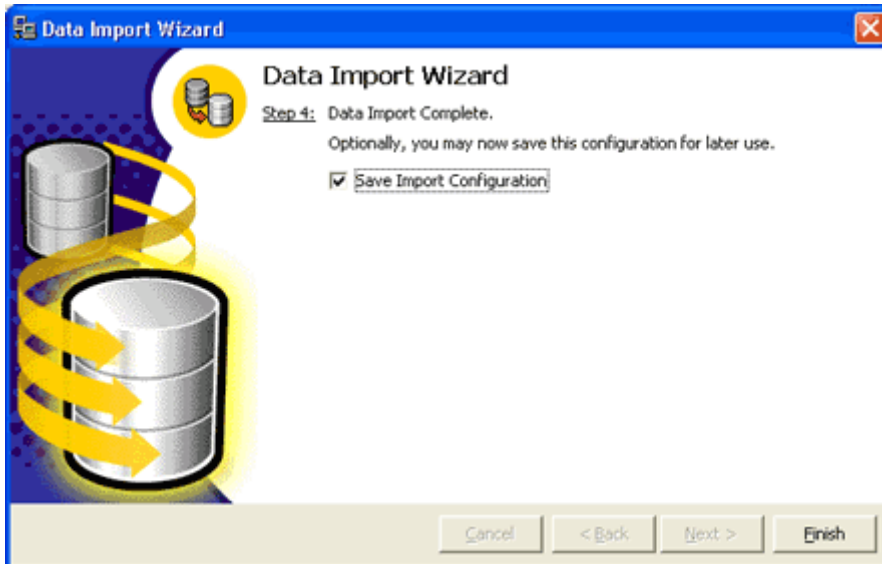 Data Import Wizard
Data Import Wizard
Step 4: Data Import Complete.
Optionally, you may now save this configuration for later use.
Save Import Configuration
Cancel
< Back
Next >
Finish